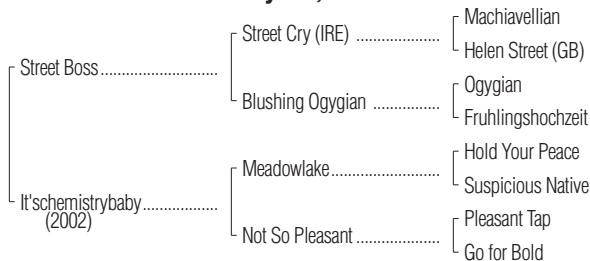 Machiavellian
Street Cry (IRE) ..................
Helen Street (GB)
Street Boss.........................
Ogygian
Blushing Ogygian ..............
Fruhlingshochzeit
Hold Your Peace
Meadowlake.......................
Suspicious Native
It'schemistrybaby................
(2002)
Pleasant Tap
Not So Pleasant .................
Go for Bold